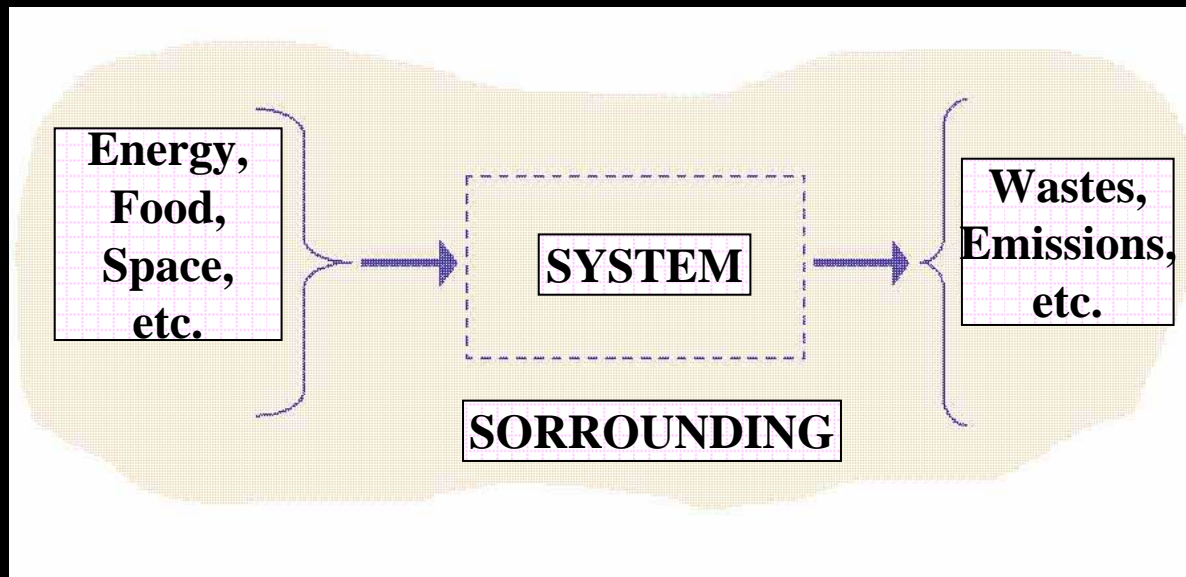 Energy,
Food,
Space,
etc.
SYSTEM
SORROUNDING
Wastes,
Emissions,
etc.